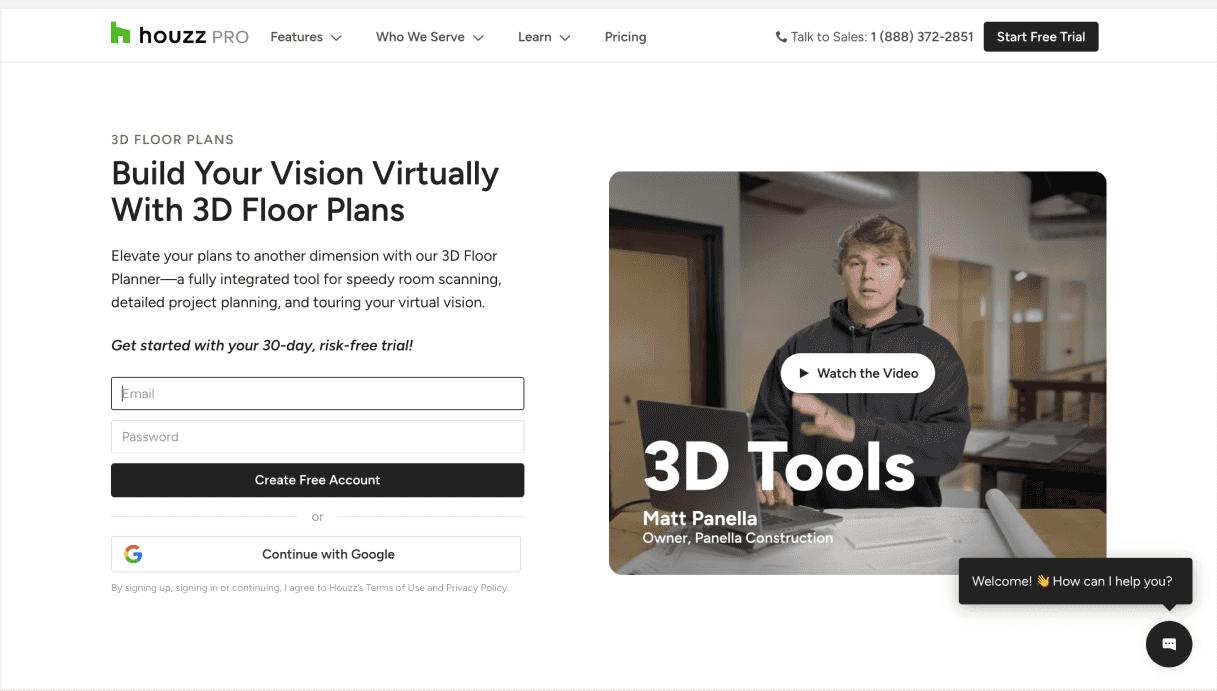 houzz PRO
Features
Who We Serve
Learn
Pricing
Talk to Sales: 1 (888) 372-2851
Start Free Trial
3D FLOOR PLANS
Build Your Vision Virtually
With 3D Floor Plans
Elevate your plans to another dimension with our 3D Floor
Planner—a fully integrated tool for speedy room scanning,
detailed project planning, and touring your virtual vision.
Get started with your 30-day, risk-free trial!
Email
Password
Create Free Account
or
Continue with Google
By signing up, signing in or continuing, I agree to Houzz's Terms of Use and Privacy Policy.
Watch the Video
3D Tools
Matt Panella
Owner, Panella Construction
Welcome! 👋 How can I help you?